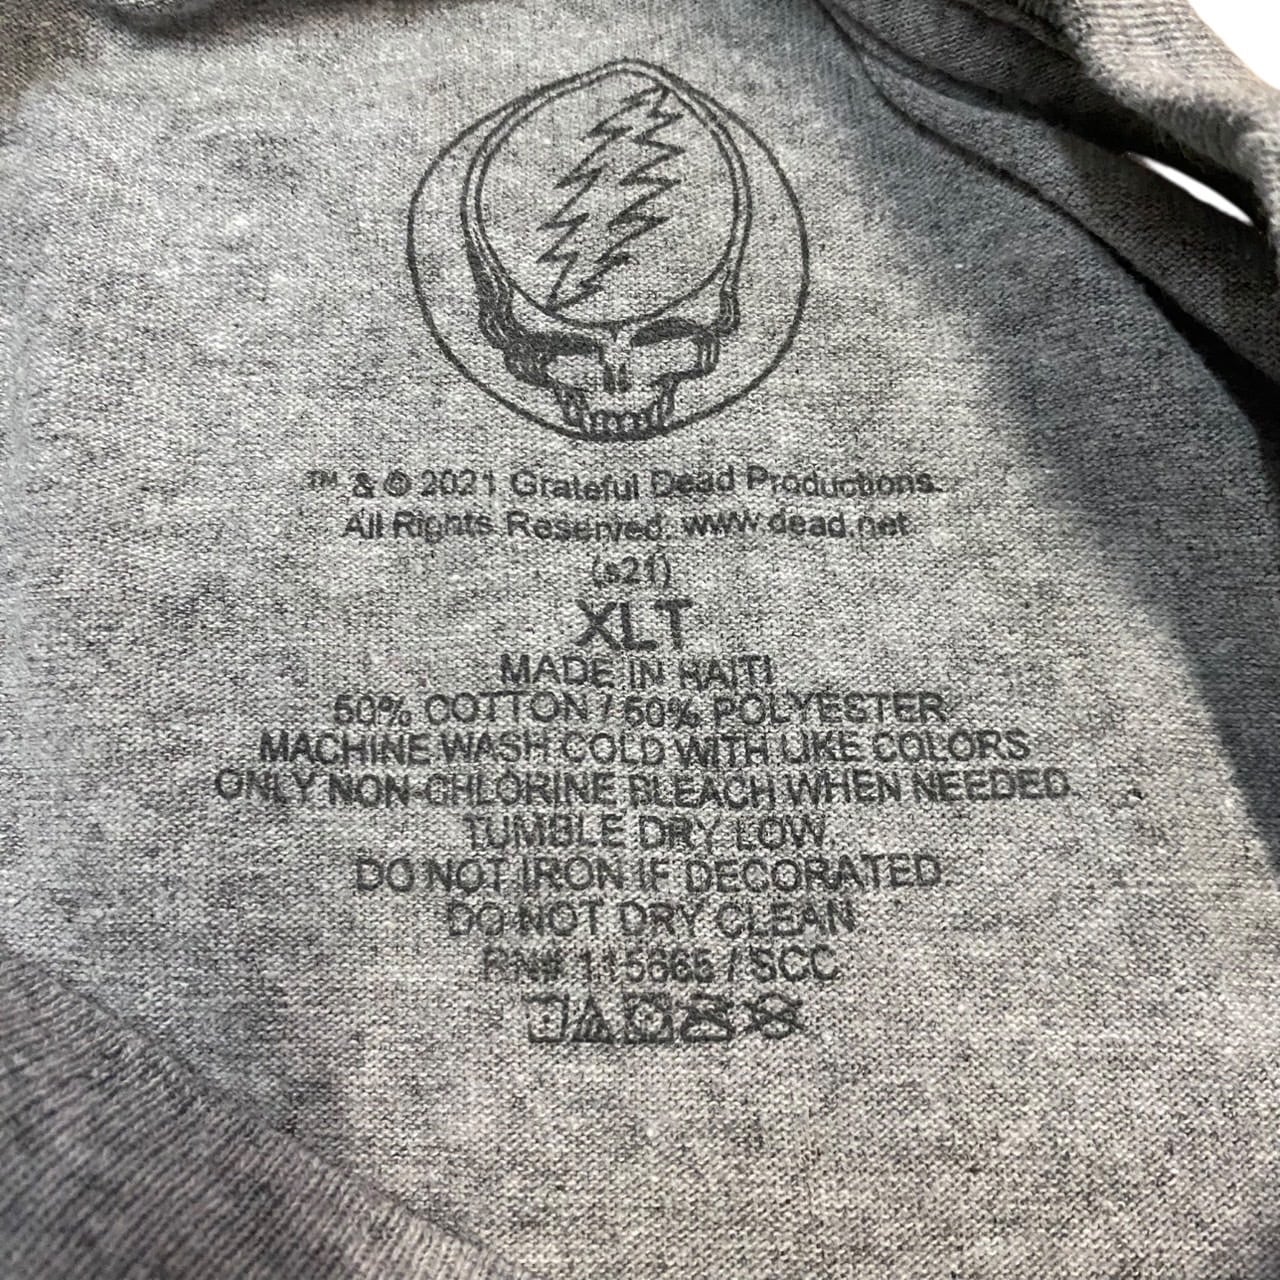 ™ & © 2021 Grateful Dead Productions.
All Rights Reserved. www.dead.net
(s21)
XLT
MADE IN HAITI
50% COTTON / 50% POLYESTER
MACHINE WASH COLD WITH LIKE COLORS
ONLY NON-CHLORINE BLEACH WHEN NEEDED.
TUMBLE DRY LOW.
DO NOT IRON IF DECORATED
DO NOT DRY CLEAN
RN# 115665 / SCC